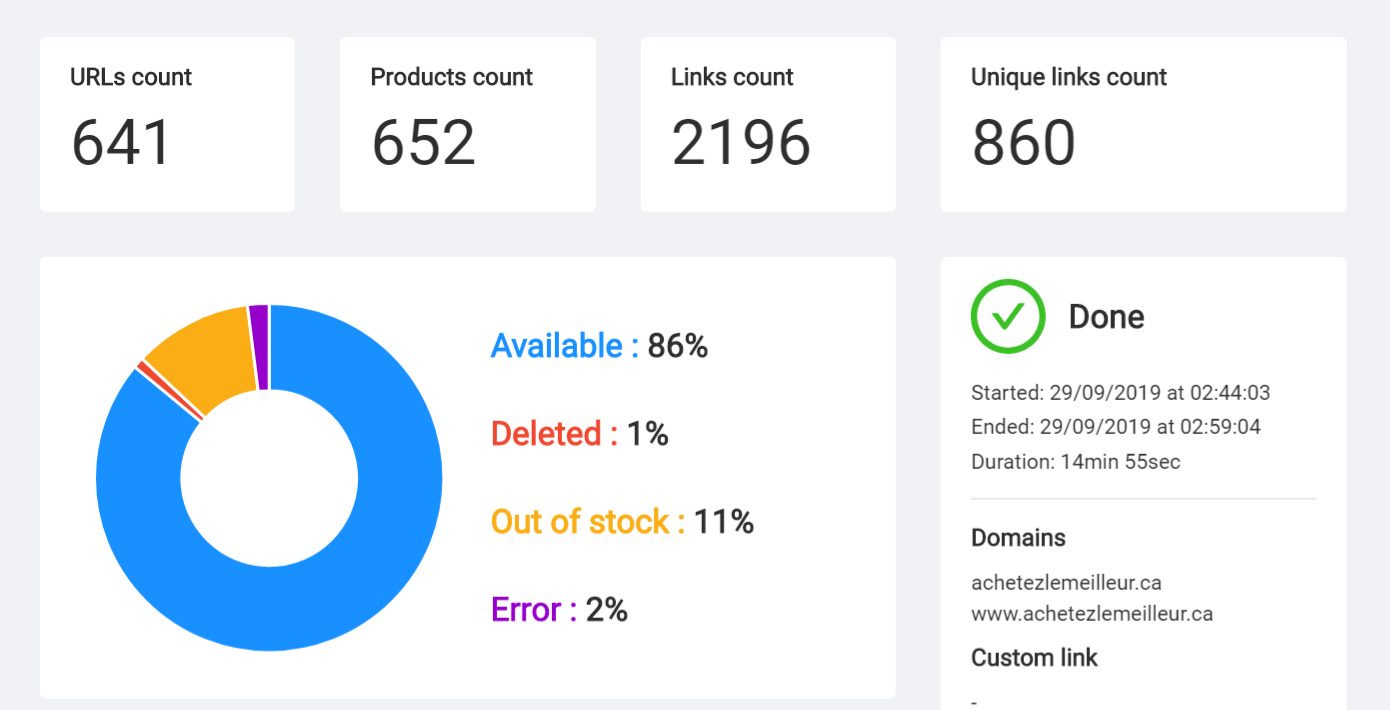 URLs count
641
Products count
652
Links count
2196
Unique links count
860
Available : 86%
Deleted : 1%
Out of stock : 11%
Error : 2%
Done
Started: 29/09/2019 at 02:44:03
Ended: 29/09/2019 at 02:59:04
Duration: 14min 55sec
Domains
achetezlemeilleur.ca
www.achetezlemeilleur.ca
Custom link
-